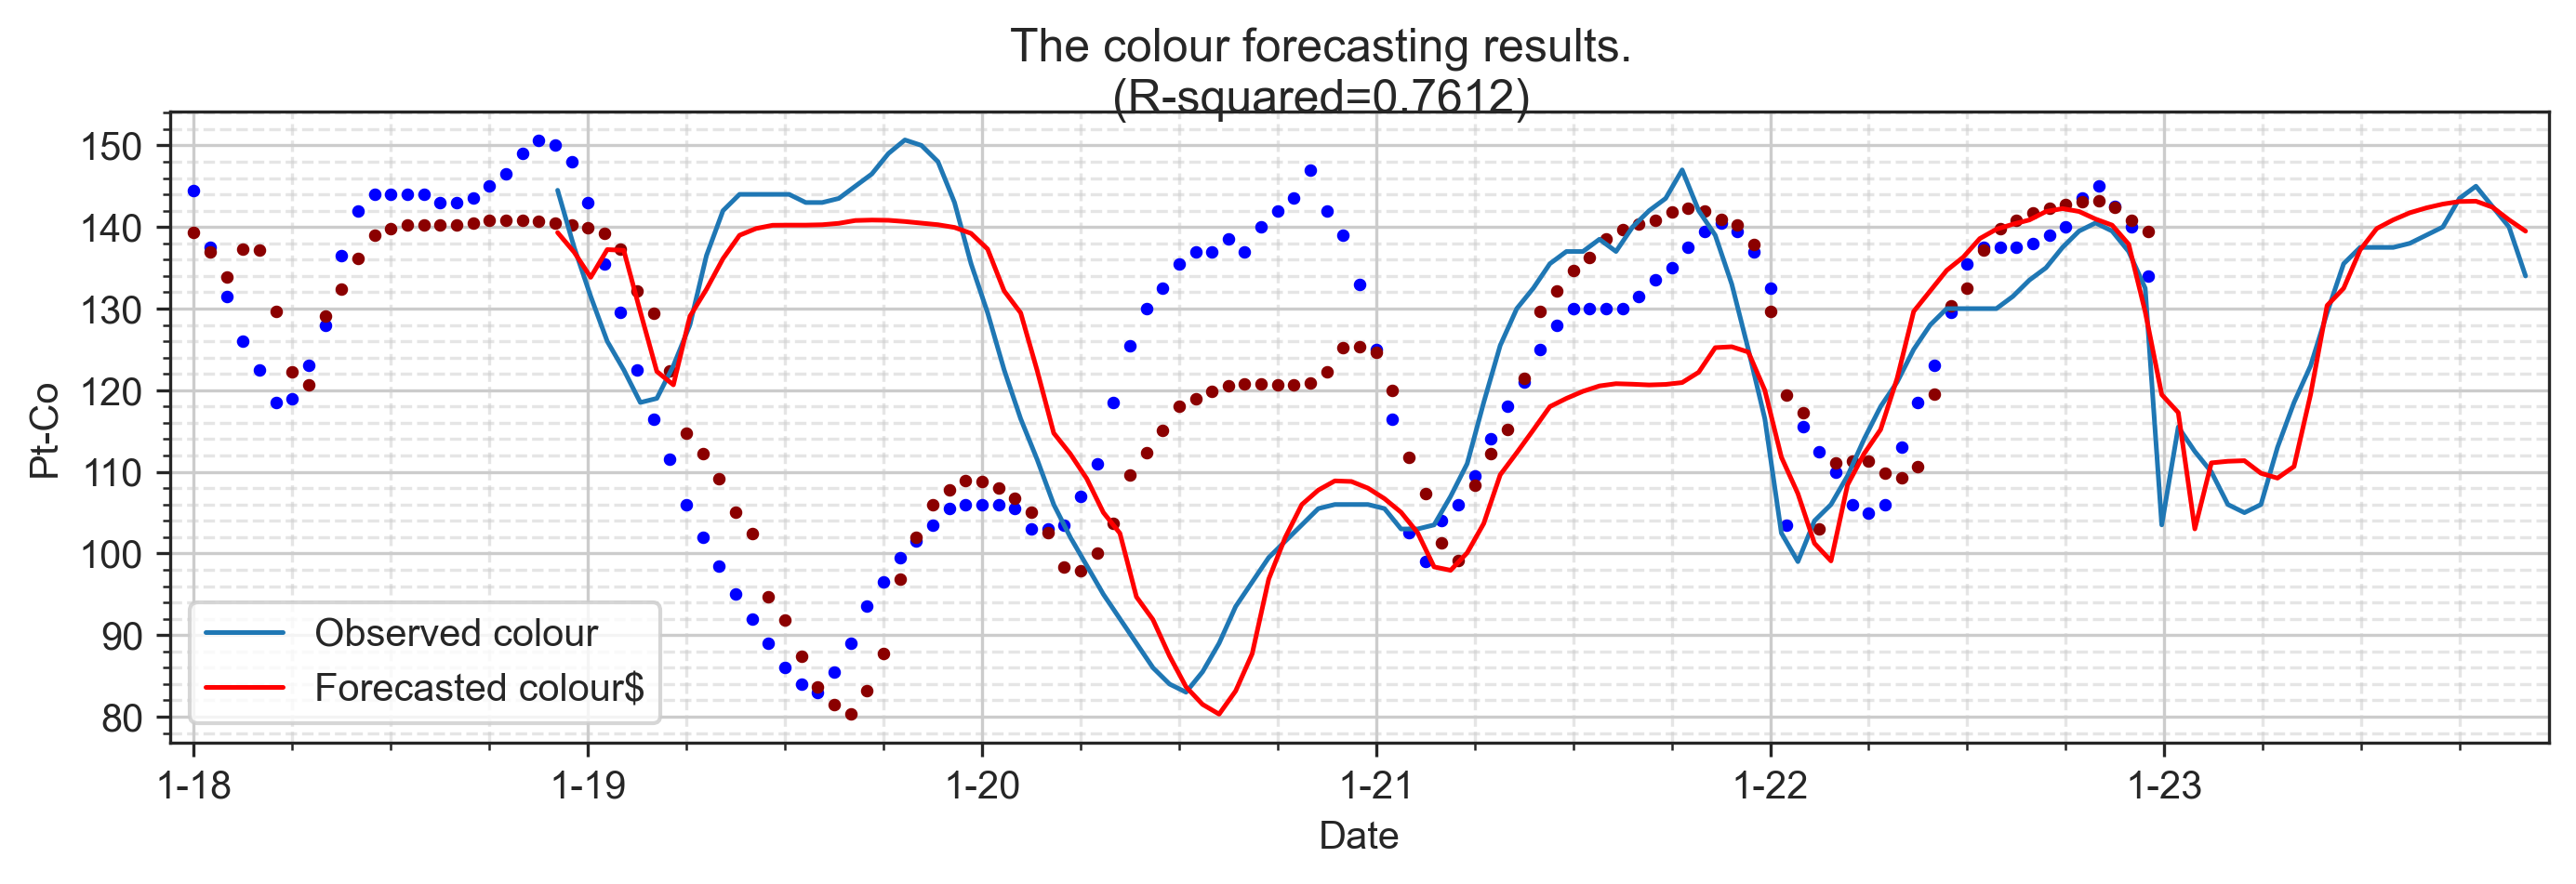 The colour forecasting results.
(R-squared=0.7612)
150
140
130
120
110
100
90
80
Pt-Co
Observed colour
Forecasted colour$
1-18
1-19
1-20
1-21
1-22
1-23
Date